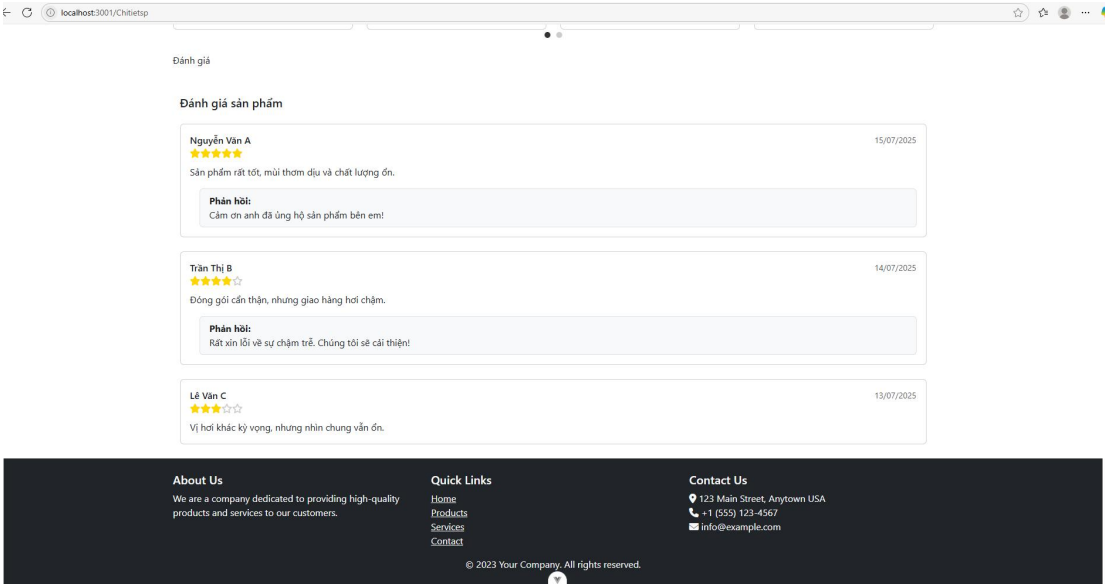 localhost:3001/Chitietsp
Đánh giá
Đánh giá sản phẩm
Nguyễn Văn A
15/07/2025
Sản phẩm rất tốt, mùi thơm dịu và chất lượng ổn.
Phản hồi:
Cảm ơn anh đã ủng hộ sản phẩm bên em!
Trần Thị B
14/07/2025
Đóng gói cẩn thận, nhưng giao hàng hơi chậm.
Phản hồi:
Rất xin lỗi về sự chậm trễ. Chúng tôi sẽ cải thiện!
Lê Văn C
13/07/2025
Vị hơi khác kỳ vọng, nhưng nhìn chung vẫn ổn.
About Us
We are a company dedicated to providing high-quality
products and services to our customers.
Quick Links
Home
Products
Services
Contact
Contact Us
123 Main Street, Anytown USA
+1 (555) 123-4567
info@example.com
© 2023 Your Company. All rights reserved.